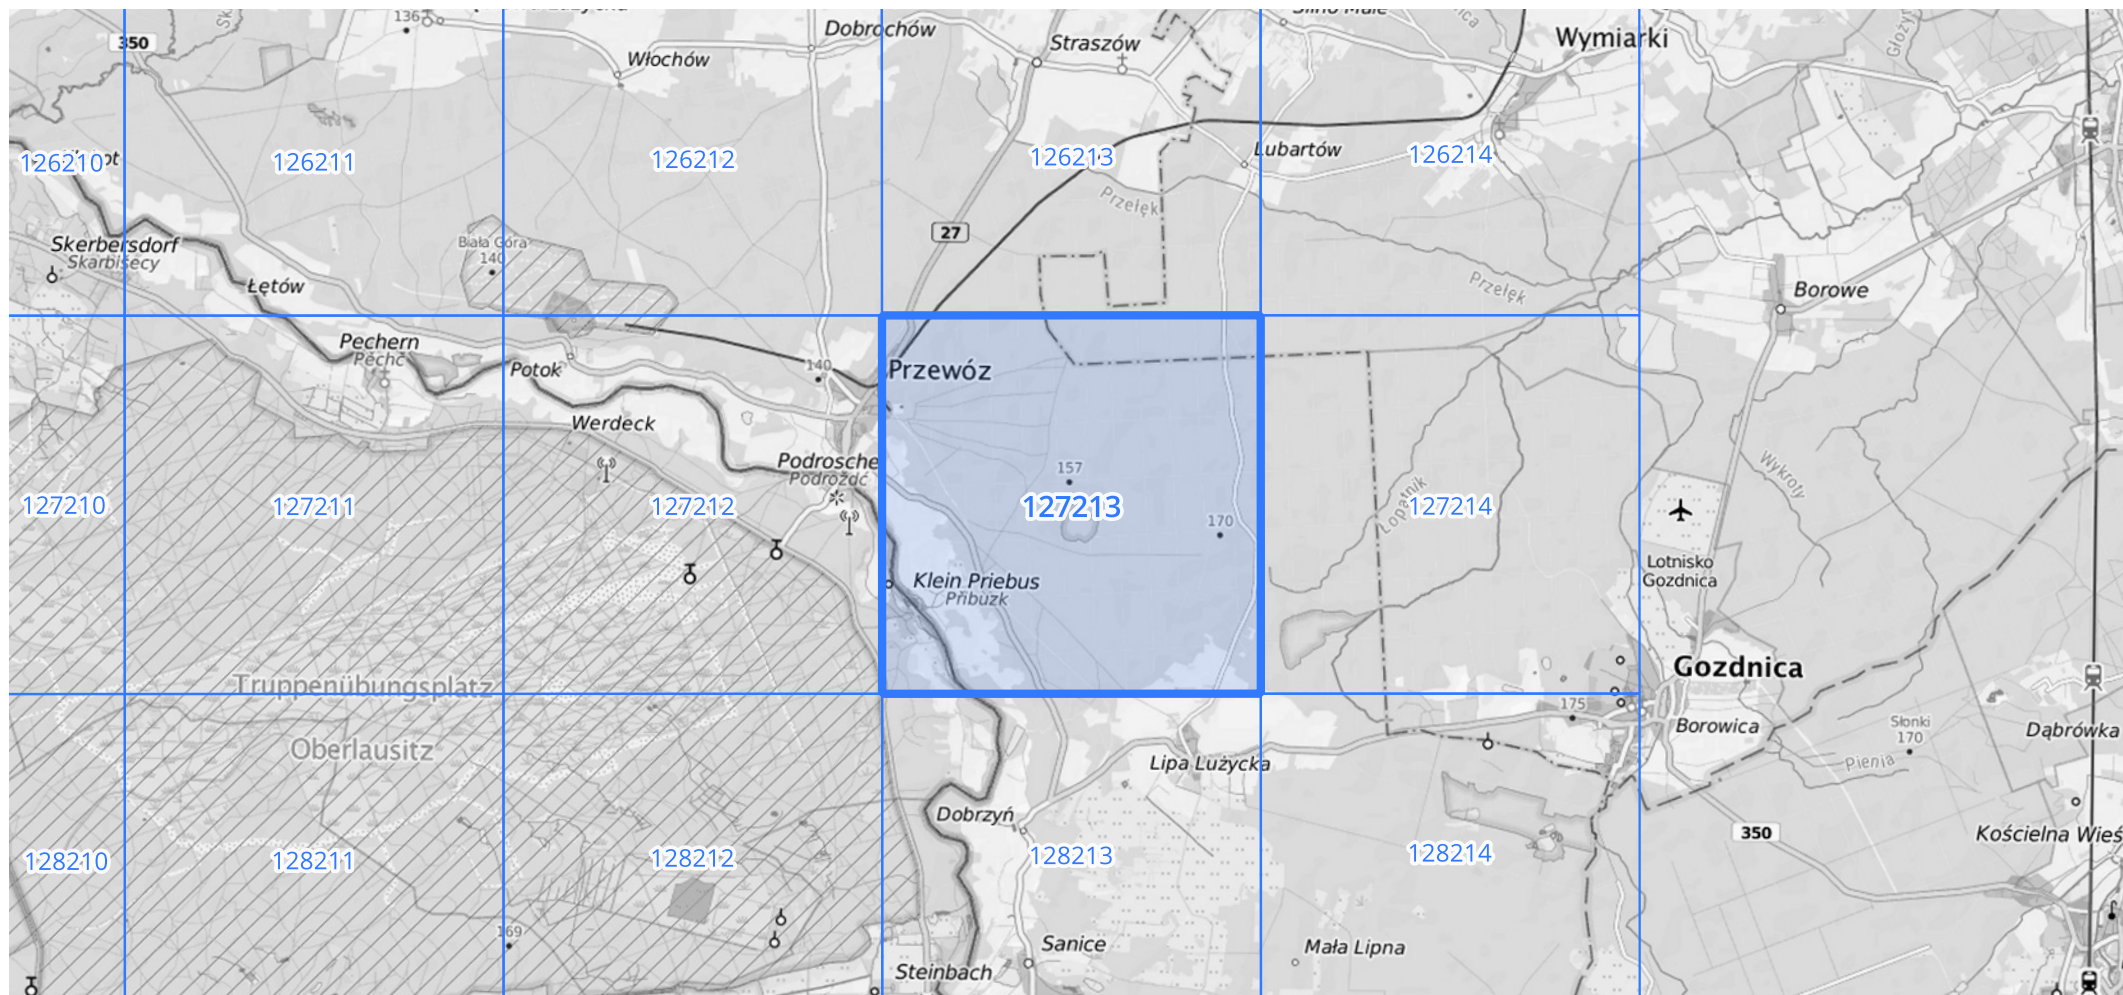 136
350
Włochów
Dobrochów
Straszów
Wymiarki
126210
126211
126212
126213
Lubartów
126214
Przełęk
27
Skerbersdorf
Skarbišecy
Biała Góra
140
Łętów
Przełęk
Borowe
Pechern
Pěchč
Potok
140
Przewóz
Werdeck
Podrosche
Podroždź
157
Wykroty
127210
127211
127212
127213
170
Łopatnik
127214
Lotnisko
Gozdnica
Klein Priebus
Přibuzk
Truppenübungsplatz
Oberlausitz
Gozdnica
175
Borowica
Słonki
170
Dąbrówka
Pienia
Lipa Łużycka
Dobrzyń
350
Kościelna Wieś
128210
128211
128212
128213
128214
169
Sanice
Mała Lipna
Steinbach